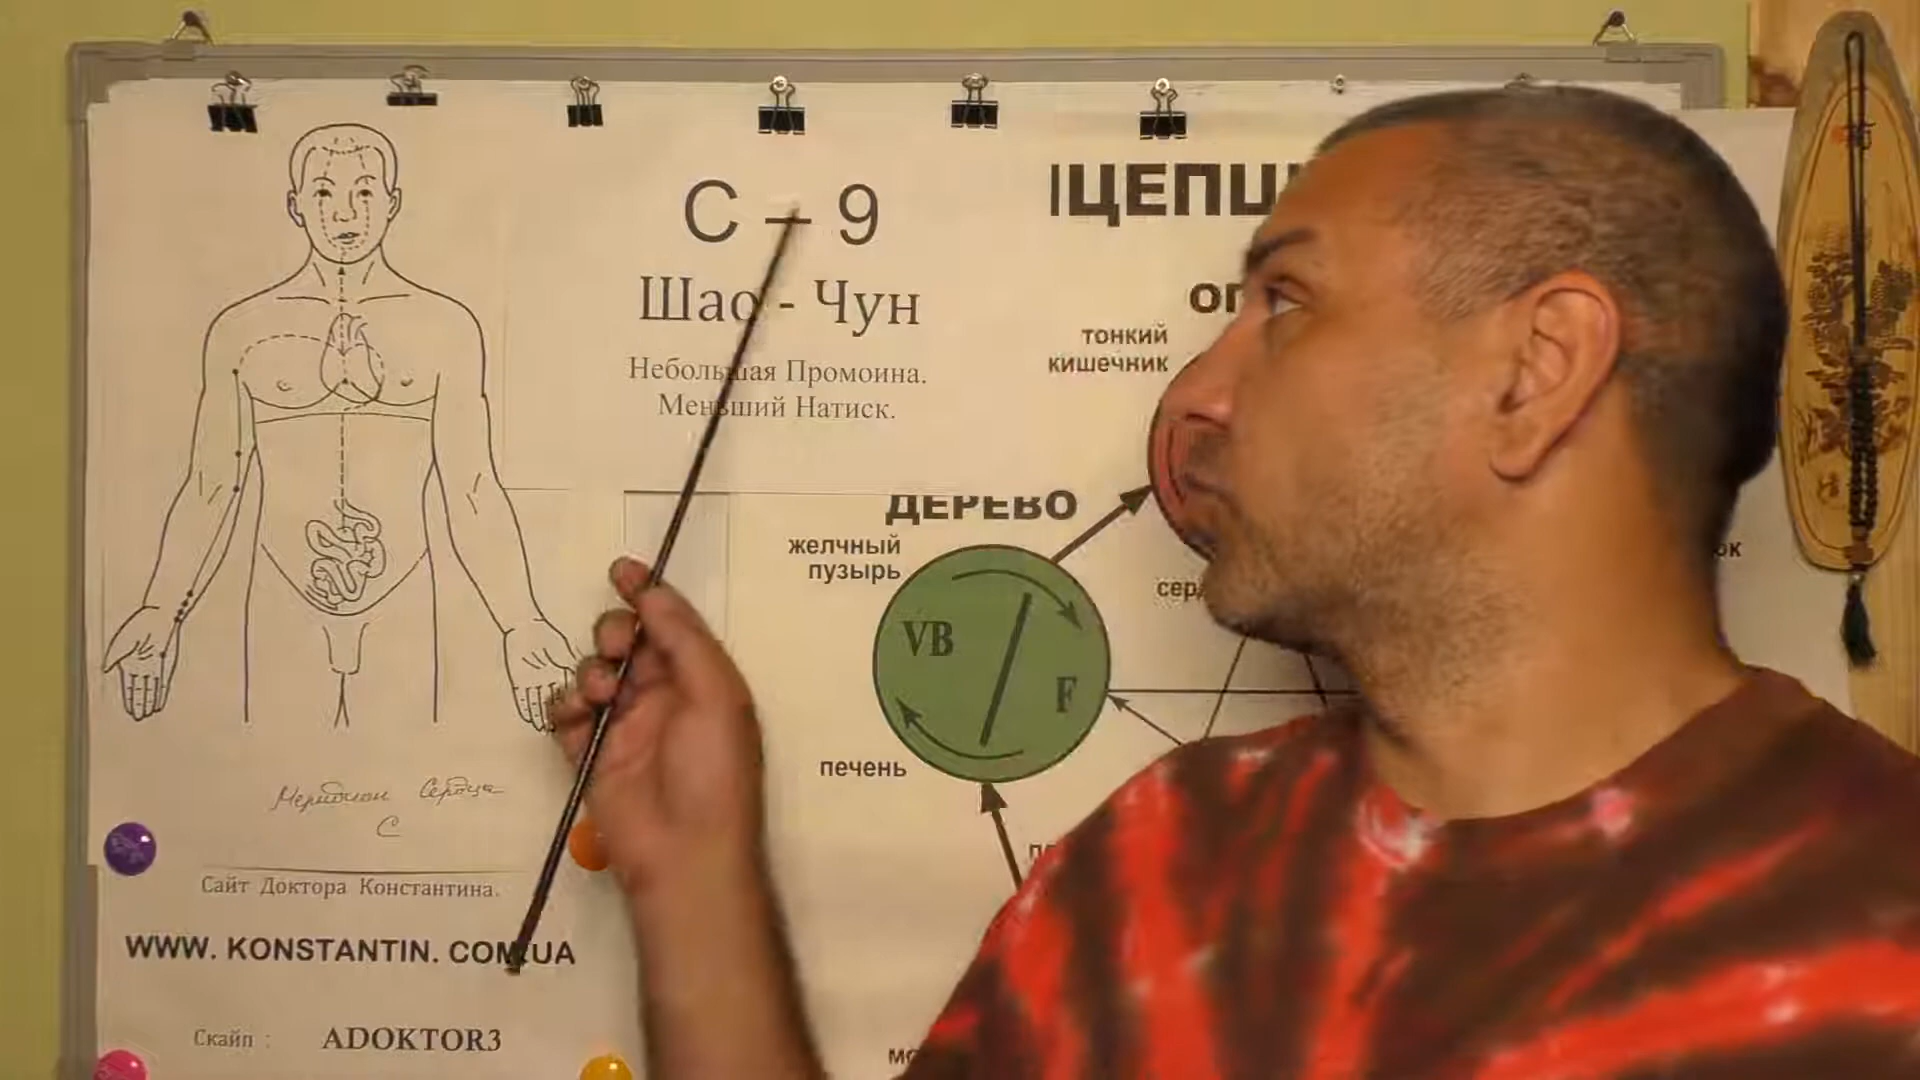 С – 9
Шао - Чун
Небольшая Промоина.
Меньший Натиск.
тонкий
кишечник
ДЕРЕВО
желчный
пузырь
VB
F
печень
Меридиан Сердца
С
Сайт Доктора Константина.
WWW. KONSTANTIN. COM.UA
Скайп : ADOKTOR3